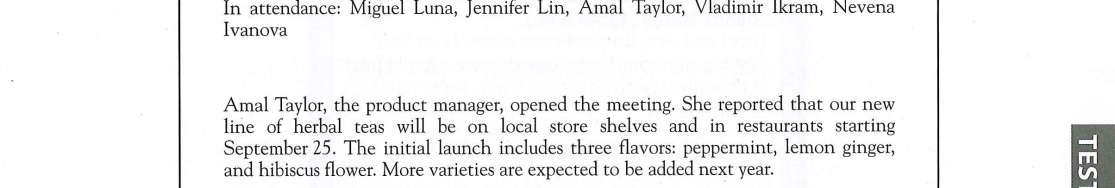 In attendance: Miguel Luna, Jennifer Lin, Amal Taylor, Vladimir Ikram, Nevena
Ivanova
Amal Taylor, the product manager, opened the meeting. She reported that our new
line of herbal teas will be on local store shelves and in restaurants starting
September 25. The initial launch includes three flavors: peppermint, lemon ginger,
and hibiscus flower. More varieties are expected to be added next year.
TEST